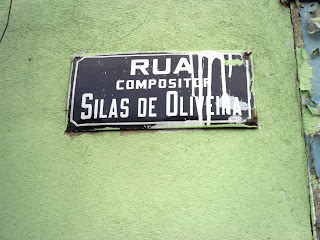 RUA
COMPOSITOR
SILAS DE OLIVEIRA